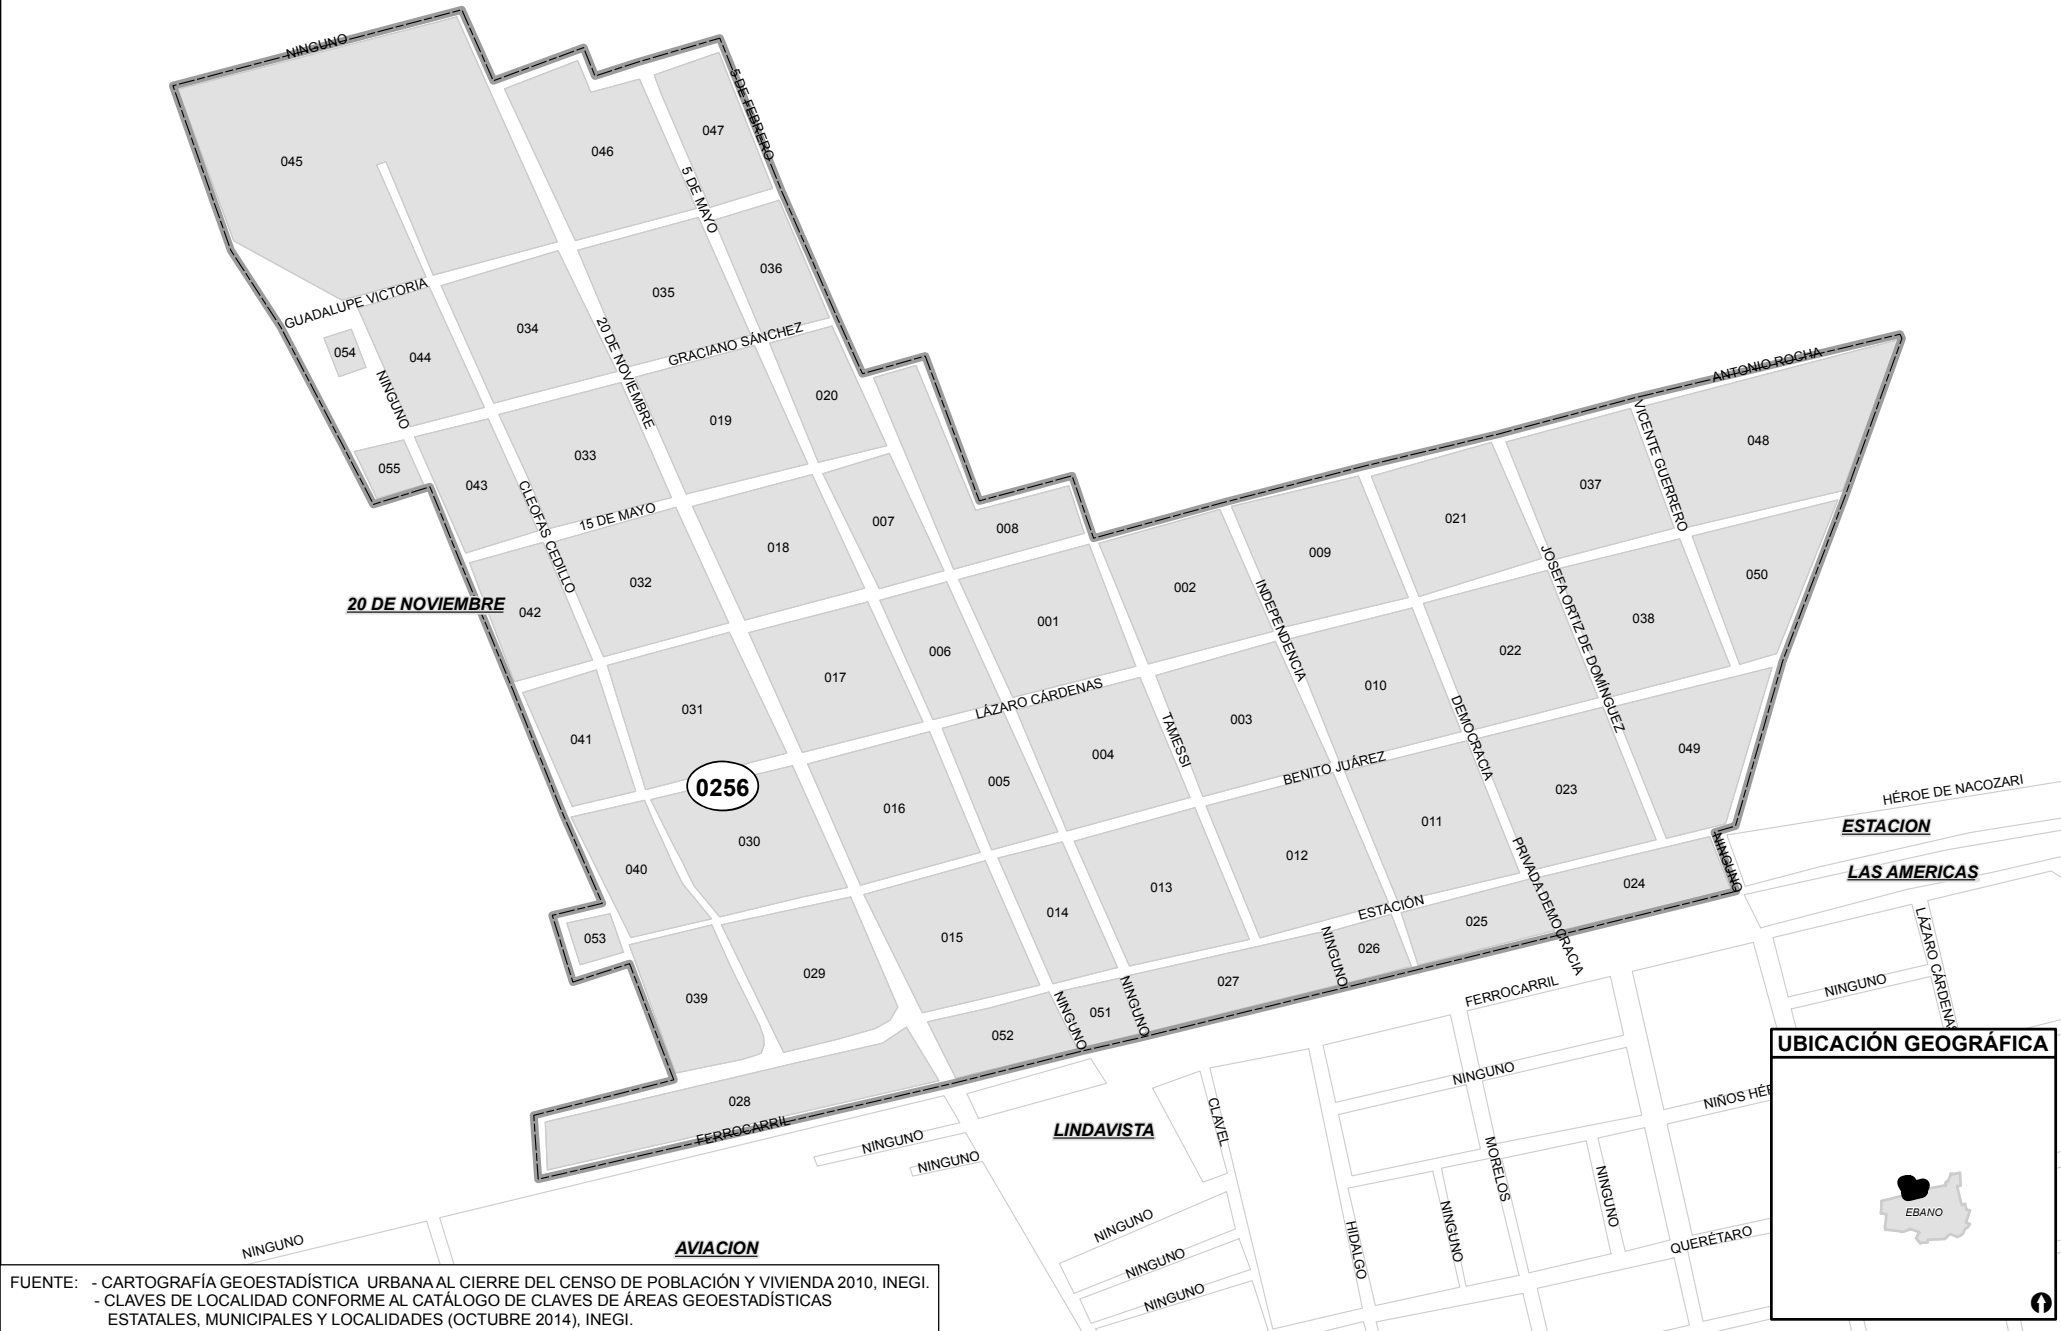 NINGUNO
5 DE FEBRERO
047
046
045
5 DE MAYO
036
035
GUADALUPE VICTORIA
034
20 DE NOVIEMBRE
GRACIANO SÁNCHEZ
054
044
NINGUNO
ANTONIO ROCHA
020
019
VICENTE GUERRERO
048
033
055
043
037
CLEOFAS CEDILLO
15 DE MAYO
007
008
021
018
009
JOSEFA ORTIZ DE DOMÍNGUEZ
050
032
002
INDEPENDENCIA
20 DE NOVIEMBRE
042
001
038
006
022
017
010
LÁZARO CÁRDENAS
031
003
TAMESSI
DEMOCRACIA
041
004
049
BENITO JUÁREZ
005
0256
023
HÉROE DE NACOZARI
016
011
ESTACION
030
012
PRIVADA DEMOCRACIA
NINGUNO
040
LAS AMERICAS
013
024
014
ESTACIÓN
025
053
015
NINGUNO
026
LÁZARO CÁRDENAS
029
027
FERROCARRIL
NINGUNO
039
NINGUNO
051
NINGUNO
052
UBICACIÓN GEOGRÁFICA
NINGUNO
028
NIÑOS HÉR
FERROCARRIL
CLAVEL
LINDAVISTA
NINGUNO
NINGUNO
MORELOS
NINGUNO
EBANO
NINGUNO
NINGUNO
HIDALGO
QUERÉTARO
NINGUNO
AVIACION
NINGUNO
NINGUNO
FUENTE: - CARTOGRAFÍA GEOESTADÍSTICA URBANA AL CIERRE DEL CENSO DE POBLACIÓN Y VIVIENDA 2010, INEGI.
- CLAVES DE LOCALIDAD CONFORME AL CATÁLOGO DE CLAVES DE ÁREAS GEOESTADÍSTICAS
ESTATALES, MUNICIPALES Y LOCALIDADES (OCTUBRE 2014), INEGI.